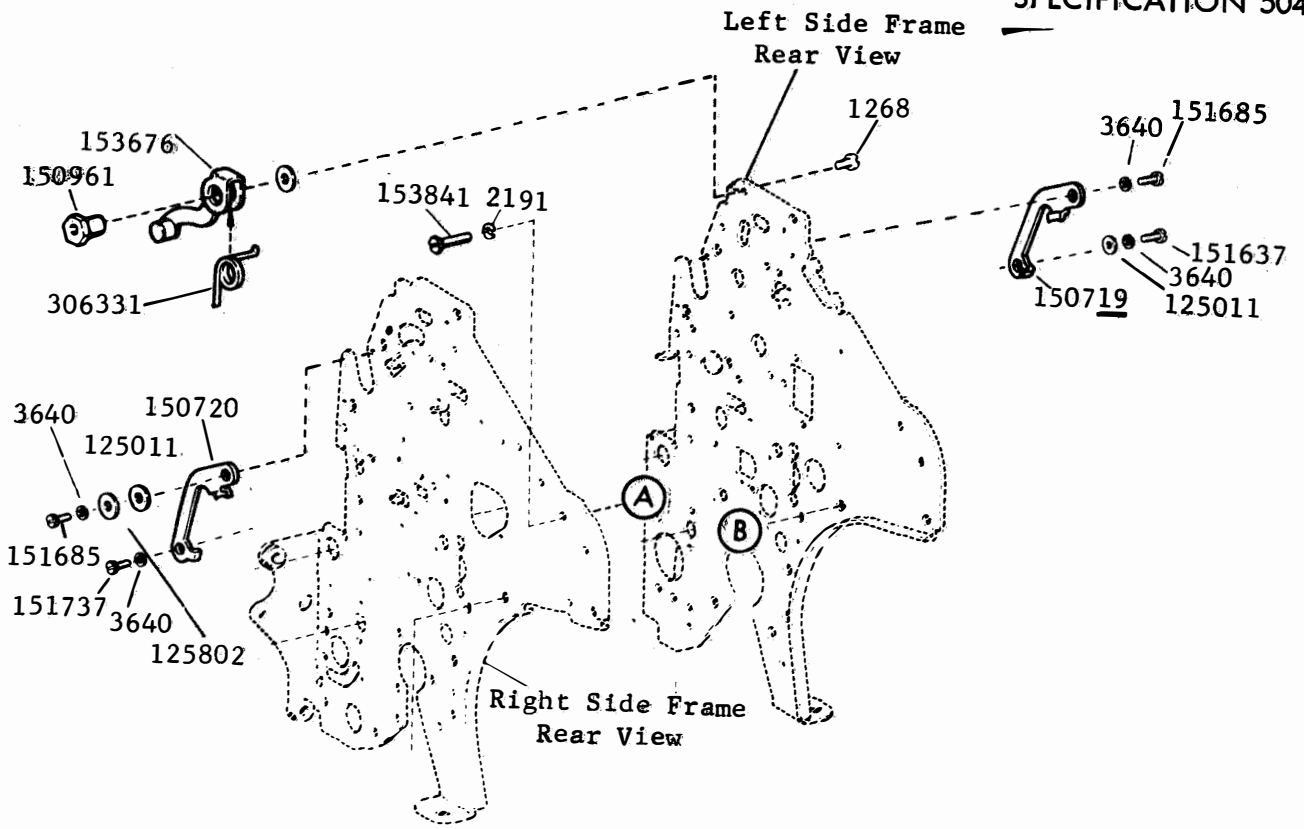 SPECIFICATION 504
Left Side Frame
Rear View
1268
3640
151685
153676
150961
153841
2191
151637
3640
150719
125011
306331
3640
150720
125011
A
B
151685
151737
3640
125802
Right Side Frame
Rear View